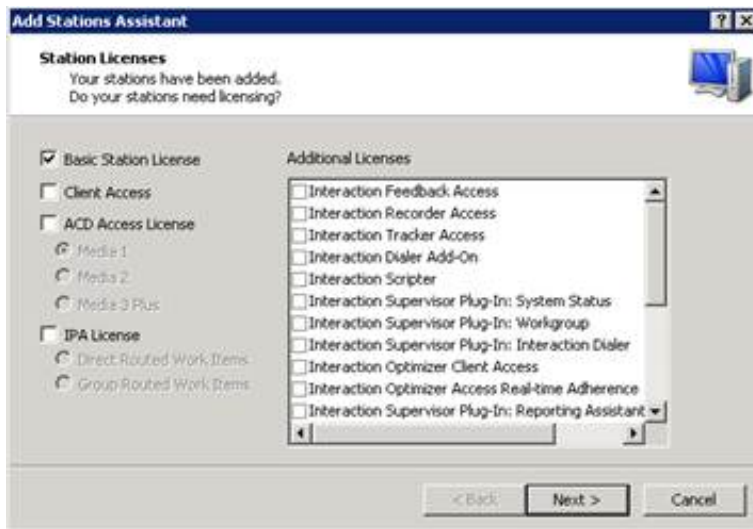 Add Stations Assistant
Station Licenses
Your stations have been added.
Do your stations need licensing?
Basic Station License
Client Access
ACD Access License
Media 1
Media 2
Media 3 Plus
IPA License
Direct Routed Work Items
Group Routed Work Items
Additional Licenses
Interaction Feedback Access
Interaction Recorder Access
Interaction Tracker Access
Interaction Dialer Add-On
Interaction Scripter
Interaction Supervisor Plug-In: System Status
Interaction Supervisor Plug-In: Workgroup
Interaction Supervisor Plug-In: Interaction Dialer
Interaction Optimizer Client Access
Interaction Optimizer Access Real-time Adherence
Interaction Supervisor Plug-In: Reporting Assistant
< Back
Next >
Cancel